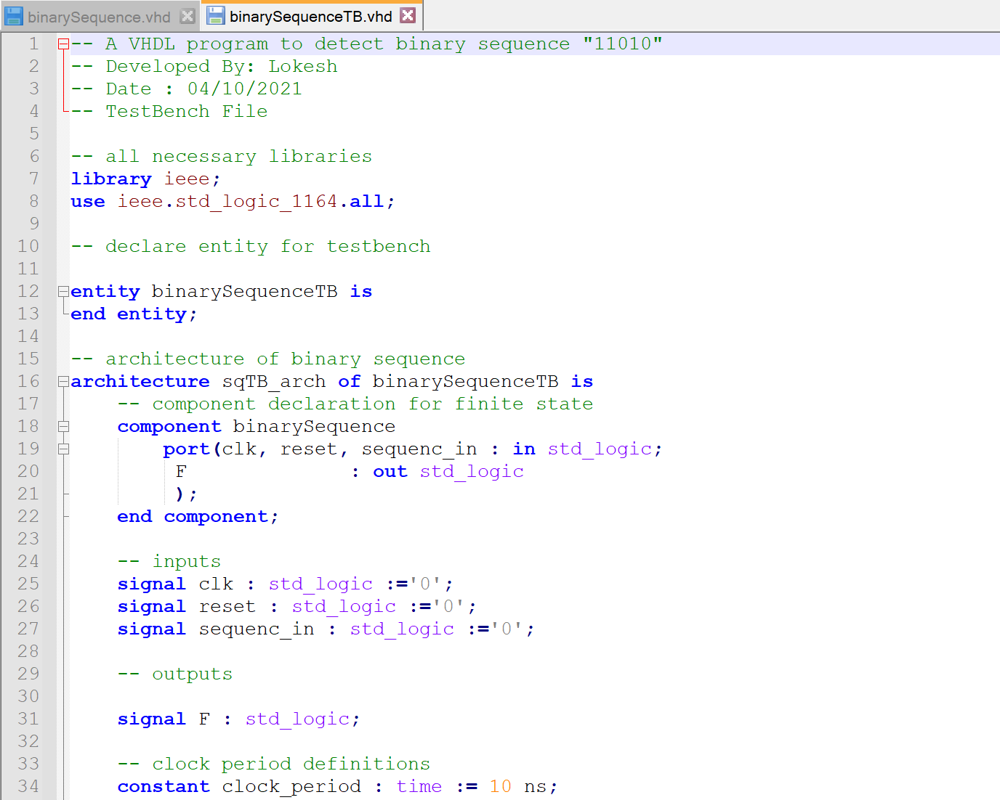 binarySequence.vhd binarySequenceTB.vhd
1 -- A VHDL program to detect binary sequence "11010"
2 -- Developed By: Lokesh
3 -- Date : 04/10/2021
4 -- TestBench File
5
6 -- all necessary libraries
7 library ieee;
8 use ieee.std_logic_1164.all;
9
10 -- declare entity for testbench
11
12 entity binarySequenceTB is
13 end entity;
14
15 -- architecture of binary sequence
16 architecture sqTB_arch of binarySequenceTB is
17     -- component declaration for finite state
18     component binarySequence
19         port(clk, reset, sequenc_in : in std_logic;
20          F              : out std_logic
21          );
22     end component;
23
24     -- inputs
25     signal clk : std_logic :='0';
26     signal reset : std_logic :='0';
27     signal sequenc_in : std_logic :='0';
28
29     -- outputs
30
31     signal F : std_logic;
32
33     -- clock period definitions
34     constant clock_period : time := 10 ns;